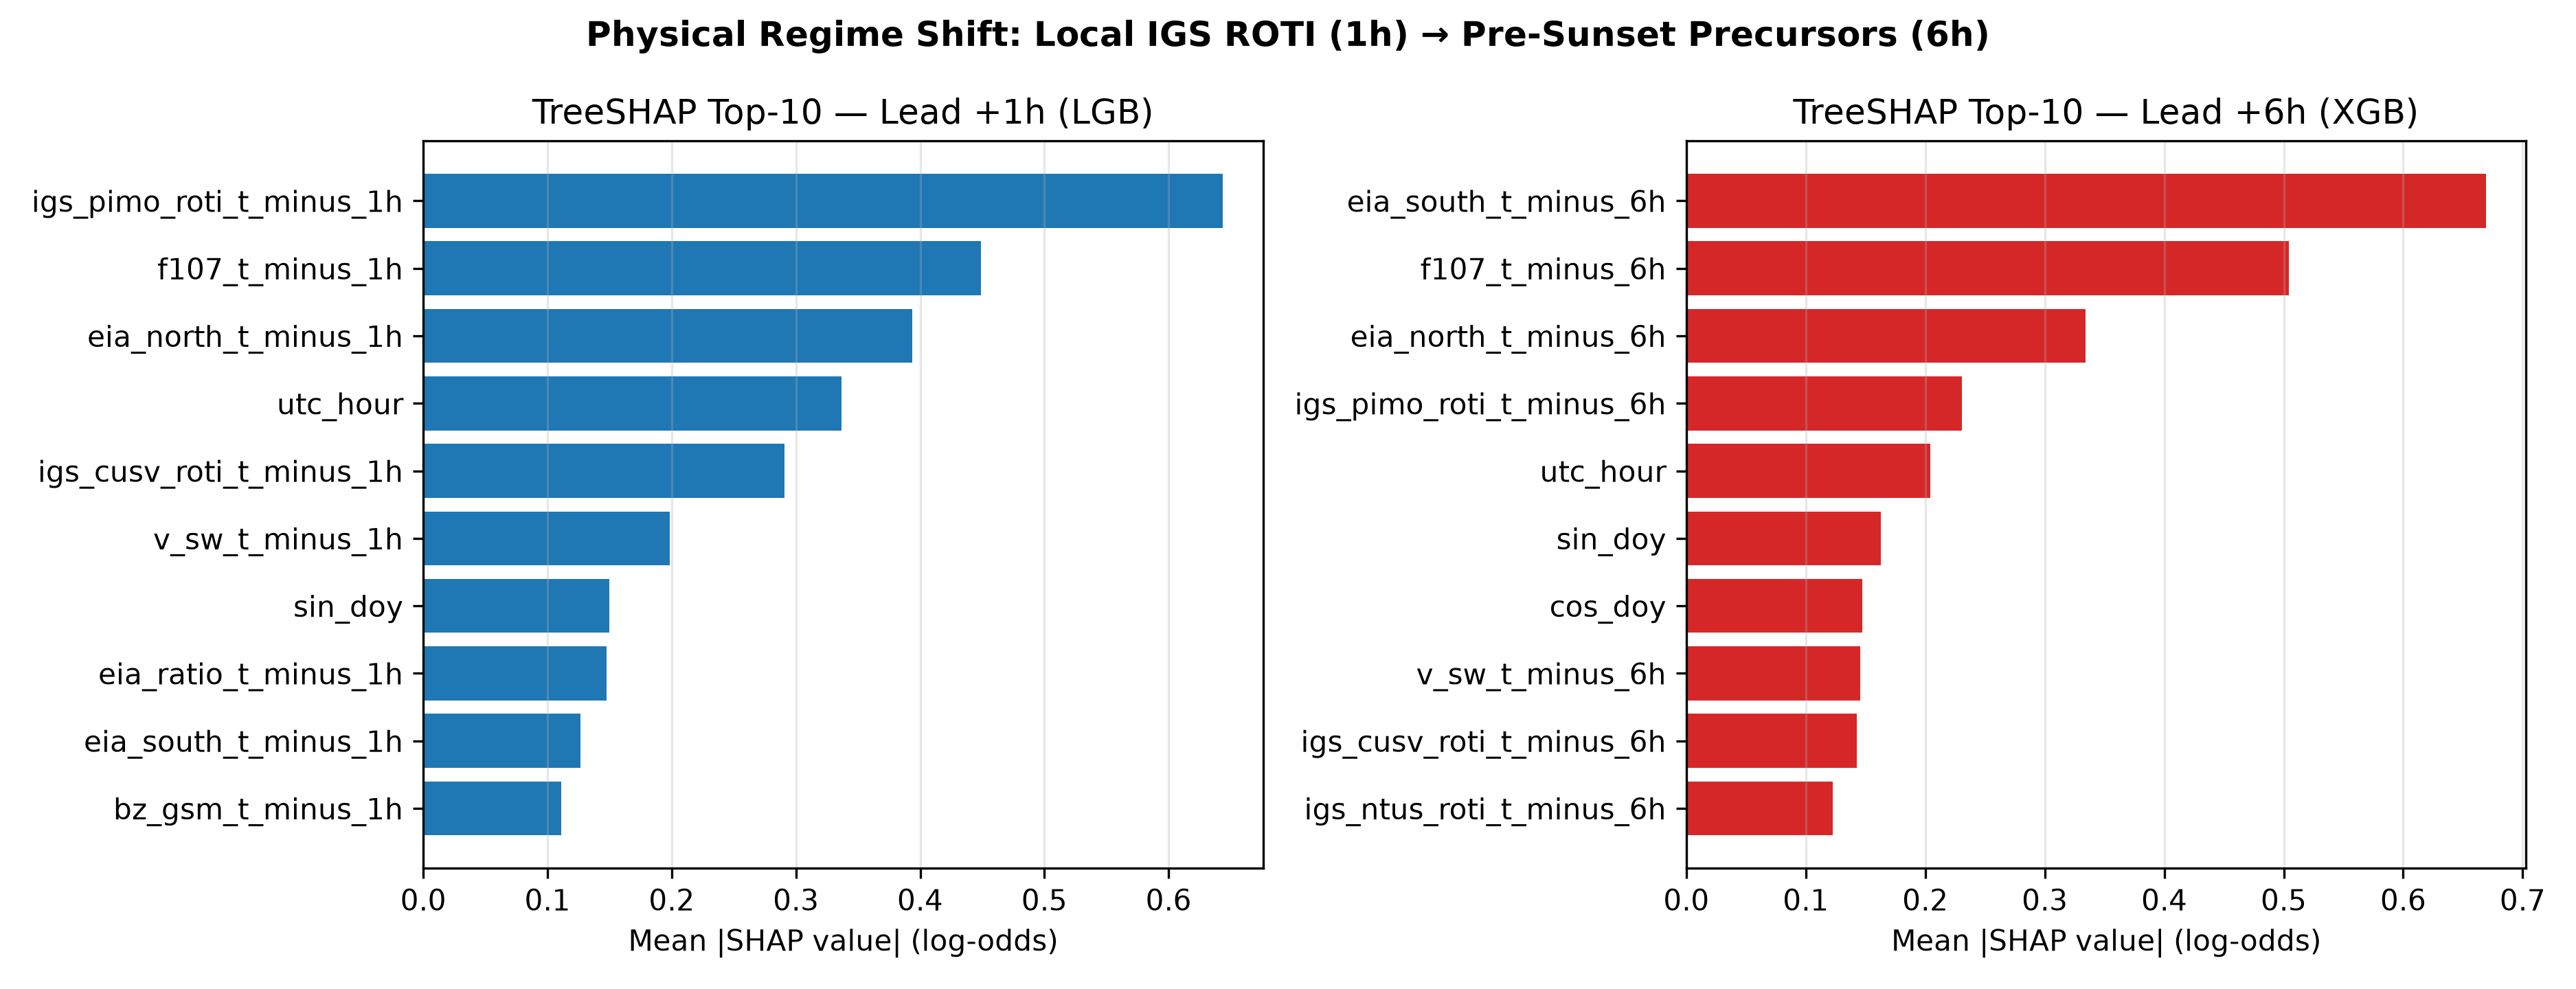 Physical Regime Shift: Local IGS ROTI (1h) → Pre-Sunset Precursors (6h)
TreeSHAP Top-10 — Lead +1h (LGB)
igs_pimo_roti_t_minus_1h
f107_t_minus_1h
eia_north_t_minus_1h
utc_hour
igs_cusv_roti_t_minus_1h
v_sw_t_minus_1h
sin_doy
eia_ratio_t_minus_1h
eia_south_t_minus_1h
bz_gsm_t_minus_1h
0.0 0.1 0.2 0.3 0.4 0.5 0.6
Mean |SHAP value| (log-odds)
TreeSHAP Top-10 — Lead +6h (XGB)
eia_south_t_minus_6h
f107_t_minus_6h
eia_north_t_minus_6h
igs_pimo_roti_t_minus_6h
utc_hour
sin_doy
cos_doy
v_sw_t_minus_6h
igs_cusv_roti_t_minus_6h
igs_ntus_roti_t_minus_6h
0.0 0.1 0.2 0.3 0.4 0.5 0.6 0.7
Mean |SHAP value| (log-odds)